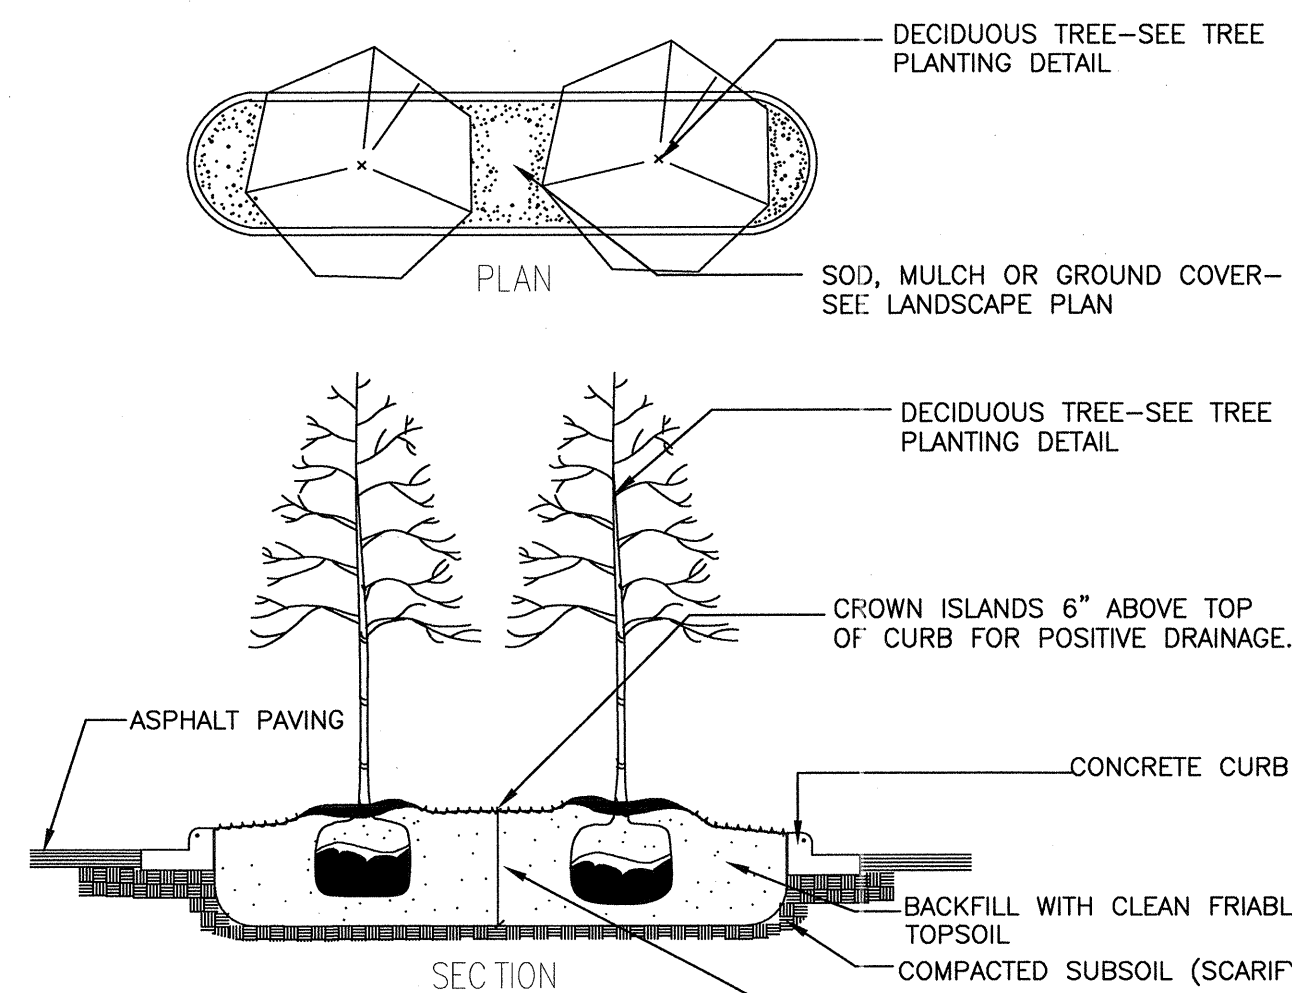 DECIDUOUS TREE-SEE TREE
PLANTING DETAIL
PLAN
SOD, MULCH OR GROUND COVER-
SEE LANDSCAPE PLAN
DECIDUOUS TREE-SEE TREE
PLANTING DETAIL
CROWN ISLANDS 6" ABOVE TOP
OF CURB FOR POSITIVE DRAINAGE.
ASPHALT PAVING
CONCRETE CURB
BACKFILL WITH CLEAN FRIABL
TOPSOIL
SECTION
COMPACTED SUBSOIL (SCARIFY